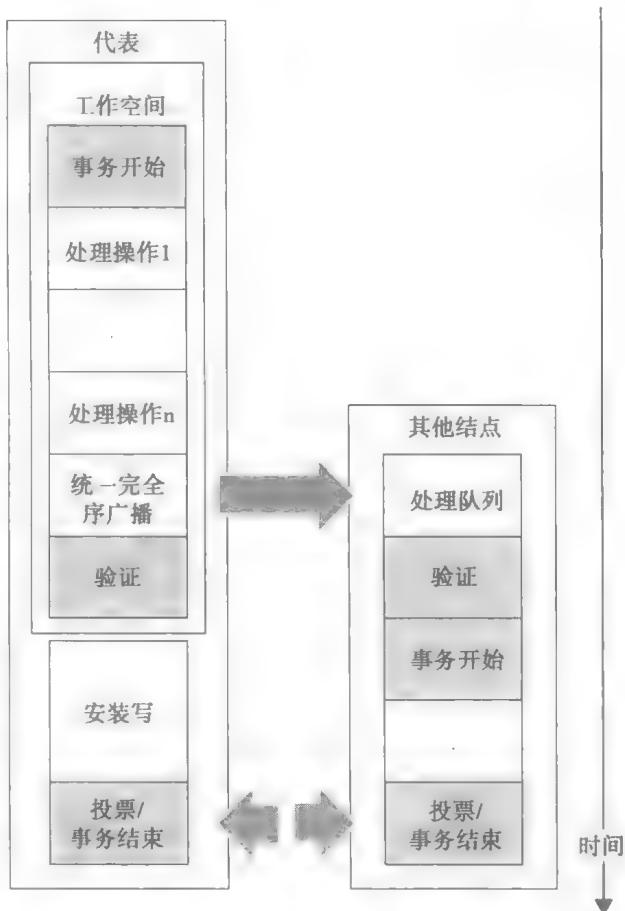 代表
工作空间
事务开始
处理操作1
.
处理操作n
统一完全
序广播
验证
安装写
投票/
事务结束
其他结点
处理队列
验证
事务开始
.
投票/
事务结束
时间